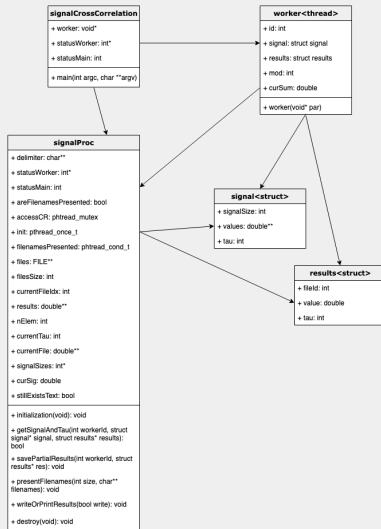 signalCrossCorrelation
+ worker: void*
+ statusWorker: int*
+ statusMain: int
+ main(int argc, char **argv)
worker<thread>
+ id: int
+ signal: struct signal
+ results: struct results
+ mod: int
+ curSum: double
+ worker(void* par)
signalProc
+ delimiter: char**
+ statusWorker: int*
+ statusMain: int
+ areFilenamesPresented: bool
+ accessCR: phtread_mutex
+ init: pthread_once_t
+ filenamesPresented: phtread_cond_t
+ files: FILE**
+ filesSize: int
+ currentFileIdx: int
+ results: double**
+ nElem: int
+ currentTau: int
+ currentFile: double**
+ signalSizes: int*
+ curSig: double
+ stillExistsText: bool
+ initialization(void): void
+ getSignalAndTau(int workerId, struct
signal* signal, struct results* results):
bool
+ savePartialResults(int workerId, struct
results* res): void
+ presentFilenames(int size, char**
filenames): void
+ writeOrPrintResults(bool write): void
+ destroy(void): void
signal<struct>
+ signalSize: int
+ values: double**
+ tau: int
results<struct>
+ fileId: int
+ value: double
+ tau: int